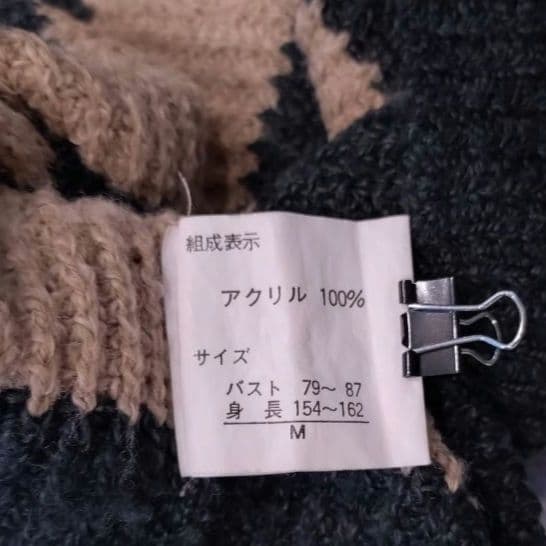 組成表示
アクリル 100%
サイズ
バスト 79～ 87
身 長 154～162
M